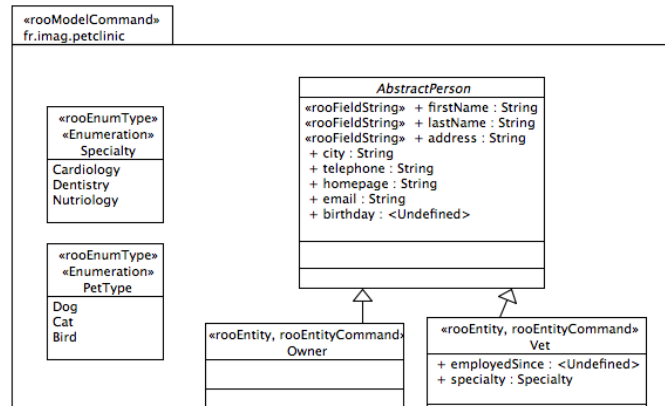 «rooModelCommand»
fr.imag.petclinic
AbstractPerson
«rooFieldString» + firstName : String
«rooFieldString» + lastName : String
«rooFieldString» + address : String
+ city : String
+ telephone : String
+ homepage : String
+ email : String
+ birthday : <Undefined>
«rooEnumType»
«Enumeration»
Specialty
Cardiology
Dentistry
Nutriology
«rooEnumType»
«Enumeration»
PetType
Dog
Cat
Bird
«rooEntity, rooEntityCommand»
Owner
«rooEntity, rooEntityCommand»
Vet
+ employedSince : <Undefined>
+ specialty : Specialty